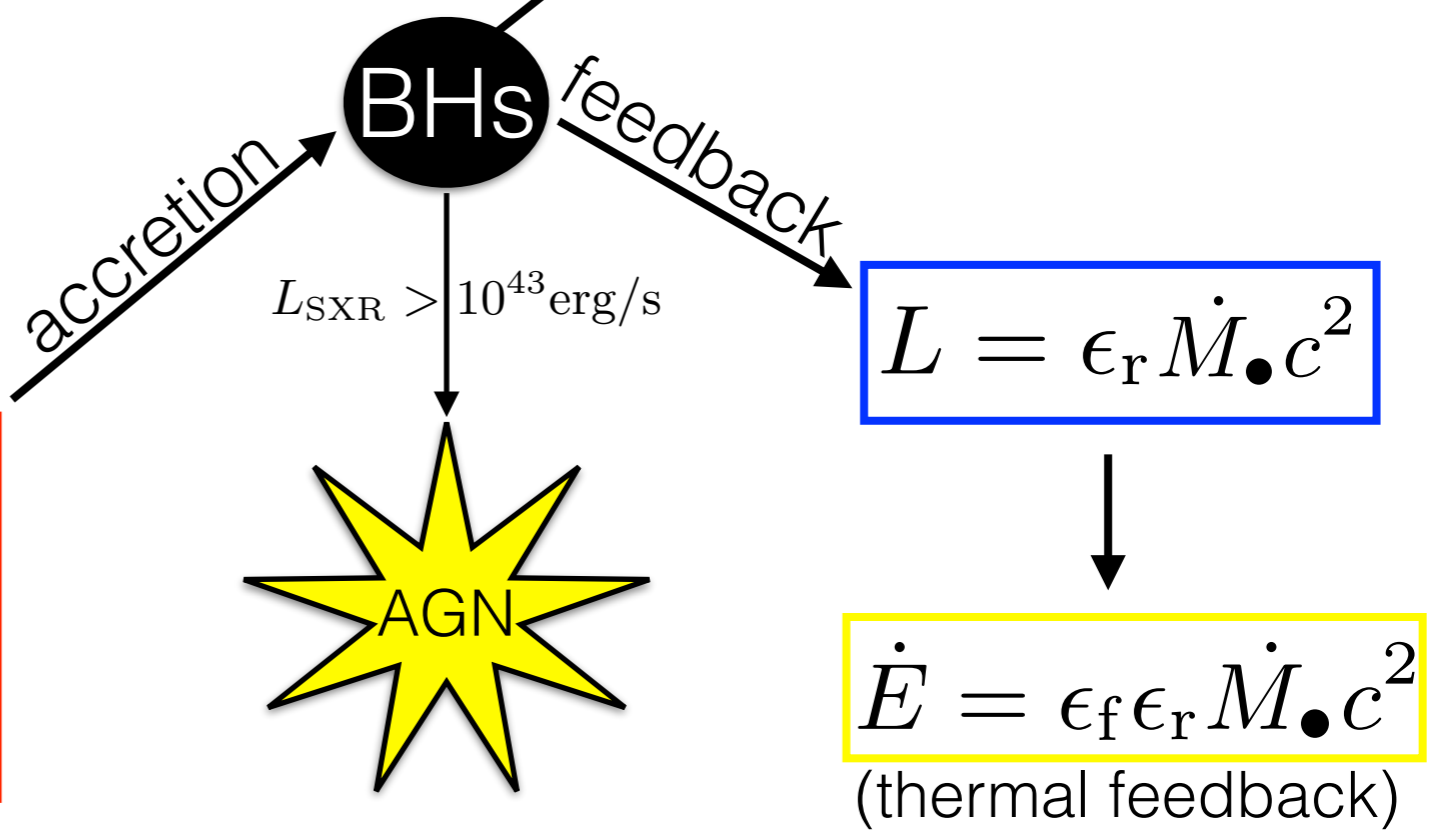 BHs
feedback
accretion
L_SXR > 10^43 erg/s
L = ϵ_r Ṁ_● c^2
AGN
Ė = ϵ_f ϵ_r Ṁ_● c^2
(thermal feedback)